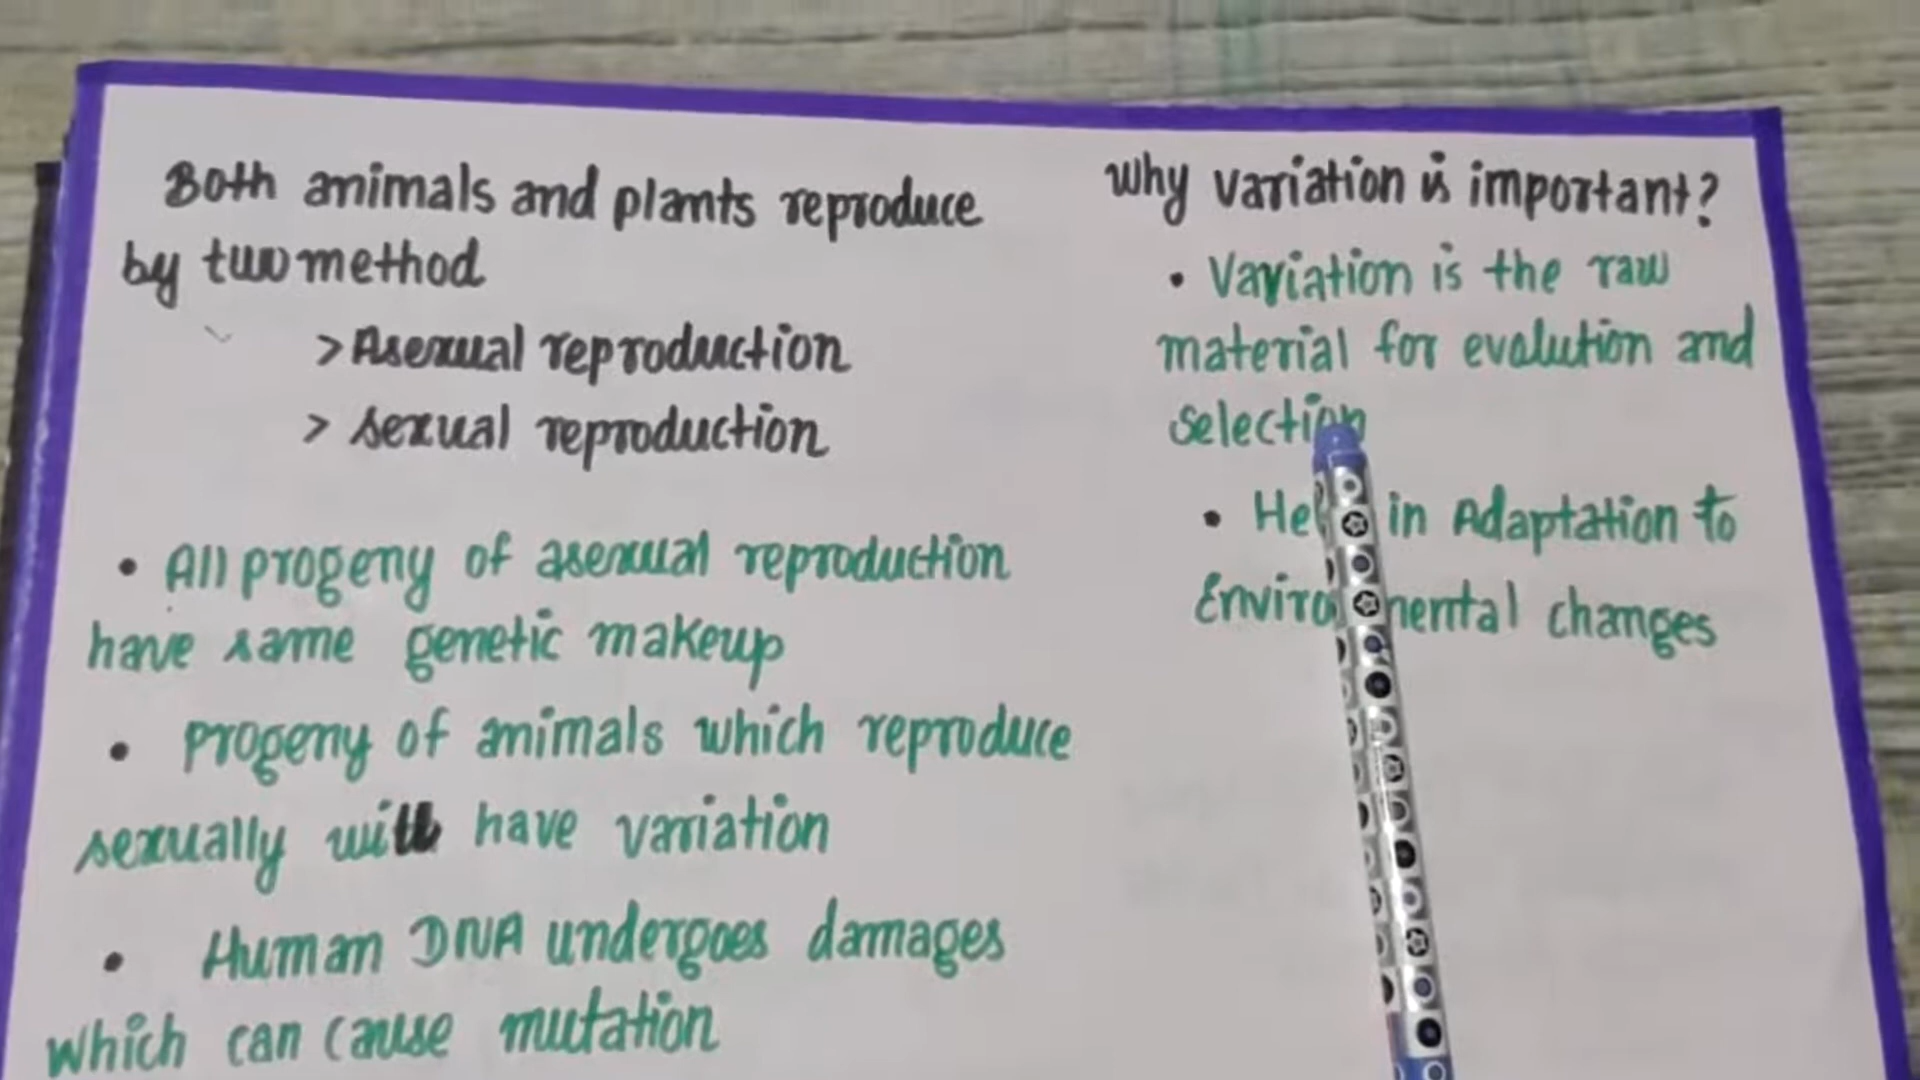 Both animals and plants reproduce
by two method
> Asexual reproduction
> sexual reproduction
• All progeny of asexual reproduction
have same genetic makeup
• Progeny of animals which reproduce
sexually will have variation
• Human DNA undergoes damages
which can cause mutation
why variation is important?
• Variation is the raw
material for evolution and
selection
• in Adaptation to
changes